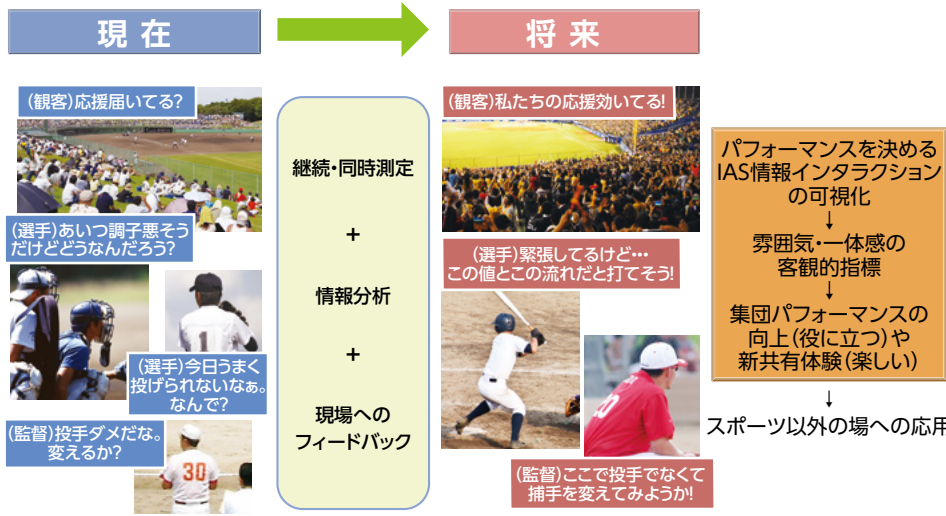 現在
将来
(観客)応援届いてる?
(選手)あいつ調子悪そう
だけどどうなんだろう?
1
(選手)今日うまく
投げられないなぁ。
なんで?
(監督)投手ダメだな。
変えるか?
30
継続・同時測定
+
情報分析
+
現場への
フィードバック
(観客)私たちの応援効いてる!
(選手)緊張してるけど…
この値とこの流れだと打てそう!
(監督)ここで投手でなくて
捕手を変えてみようか!
パフォーマンスを決める
IAS情報インタラクション
の可視化
↓
雰囲気・一体感の
客観的指標
↓
集団パフォーマンスの
向上(役に立つ)や
新共有体験(楽しい)
↓
スポーツ以外の場への応用